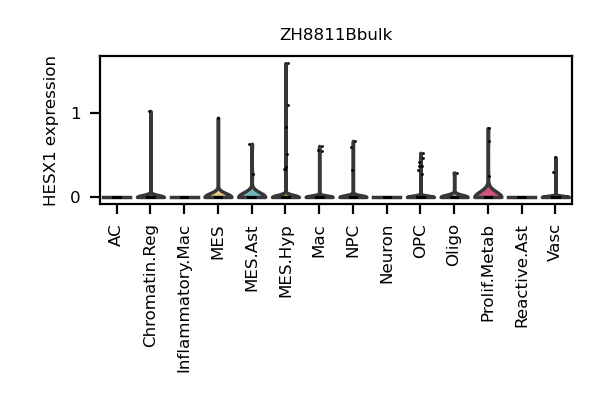 ZH8811Bbulk
HESX1 expression
1
0
AC
Chromatin.Reg
Inflammatory.Mac
MES
MES.Ast
MES.Hyp
Mac
NPC
Neuron
OPC
Oligo
Prolif.Metab
Reactive.Ast
Vasc